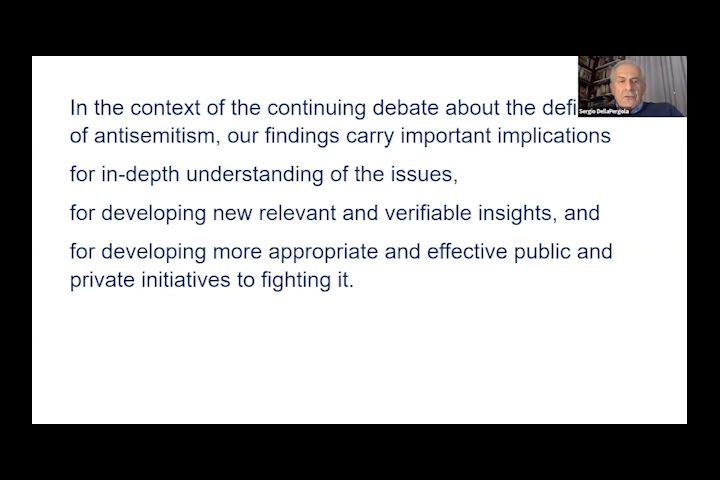 In the context of the continuing debate about the defi
of antisemitism, our findings carry important implications
for in-depth understanding of the issues,
for developing new relevant and verifiable insights, and
for developing more appropriate and effective public and
private initiatives to fighting it.
Sergio DellaPergola